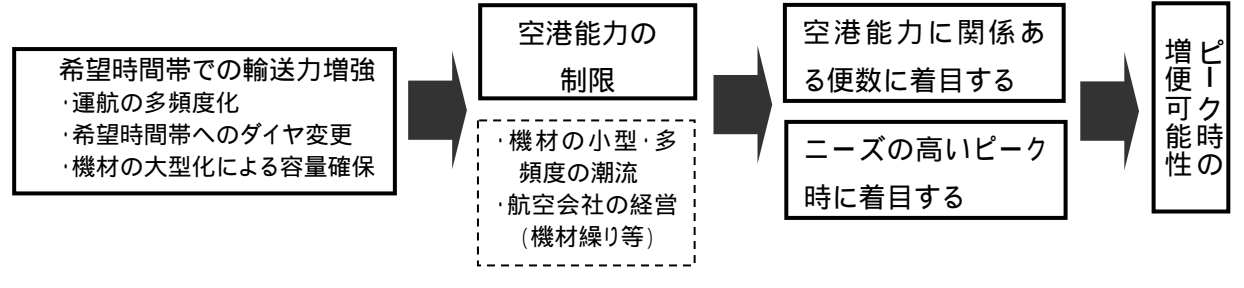 希望時間帯での輸送力増強
・運航の多頻度化
・希望時間帯へのダイヤ変更
・機材の大型化による容量確保
空港能力の
制限
・機材の小型・多
頻度の潮流
・航空会社の経営
(機材繰り等)
空港能力に関係あ
る便数に着目する
ニーズの高いピーク
時に着目する
ピーク時の
増便可能性